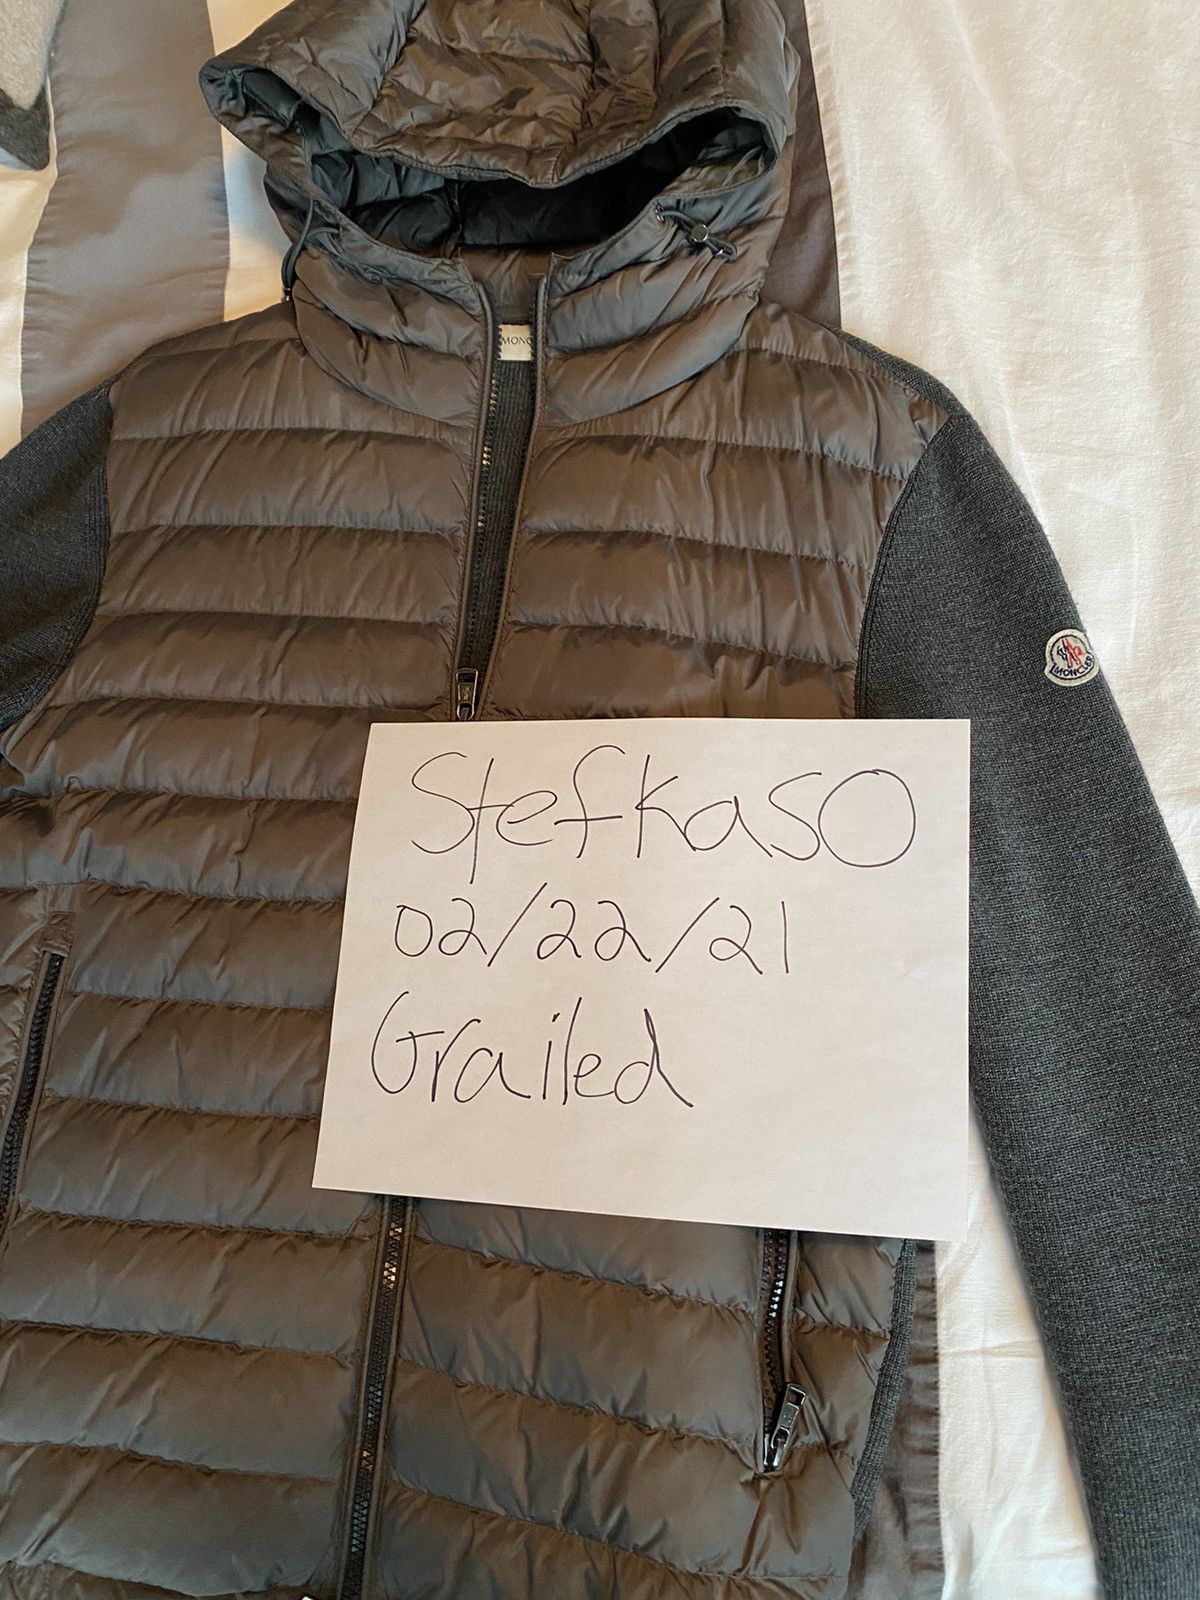 MONC
MONCLER
Stefkaso
02/22/21
Grailed